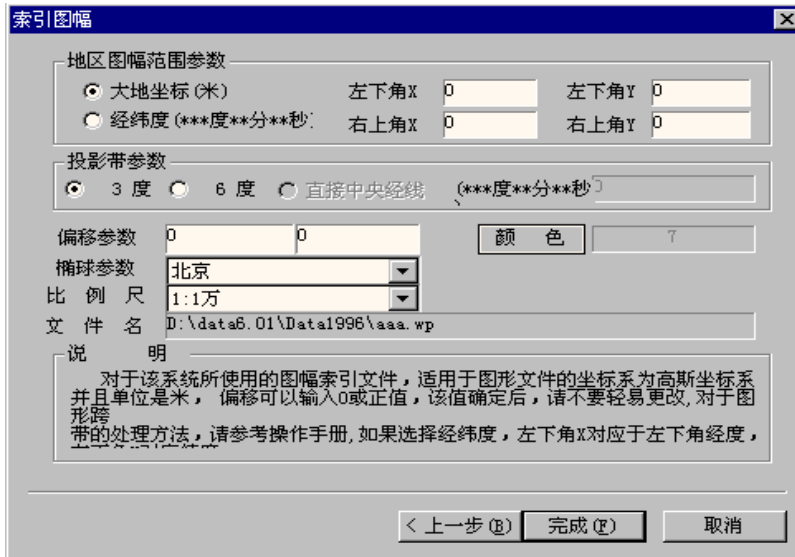 索引图幅
地区图幅范围参数
大地坐标(米) 左下角X 0 左下角Y 0
经纬度(***度**分**秒) 右上角X 0 右上角Y 0
投影带参数
3 度 6 度 直接中央经线 (***度**分**秒 0
偏移参数 0 0 颜 色 7
椭球参数 北京
比 例 尺 1:1万
文 件 名 D:\data6.01\Data1996\aaa.wp
说 明
对于该系统所使用的图幅索引文件，适用于图形文件的坐标系为高斯坐标系
并且单位是米， 偏移可以输入0或正值，该值确定后，请不要轻易更改,对于图
形跨
带的处理方法，请参考操作手册,如果选择经纬度，左下角X对应于左下角经度，
< 上一步(B) 完成(F) 取消